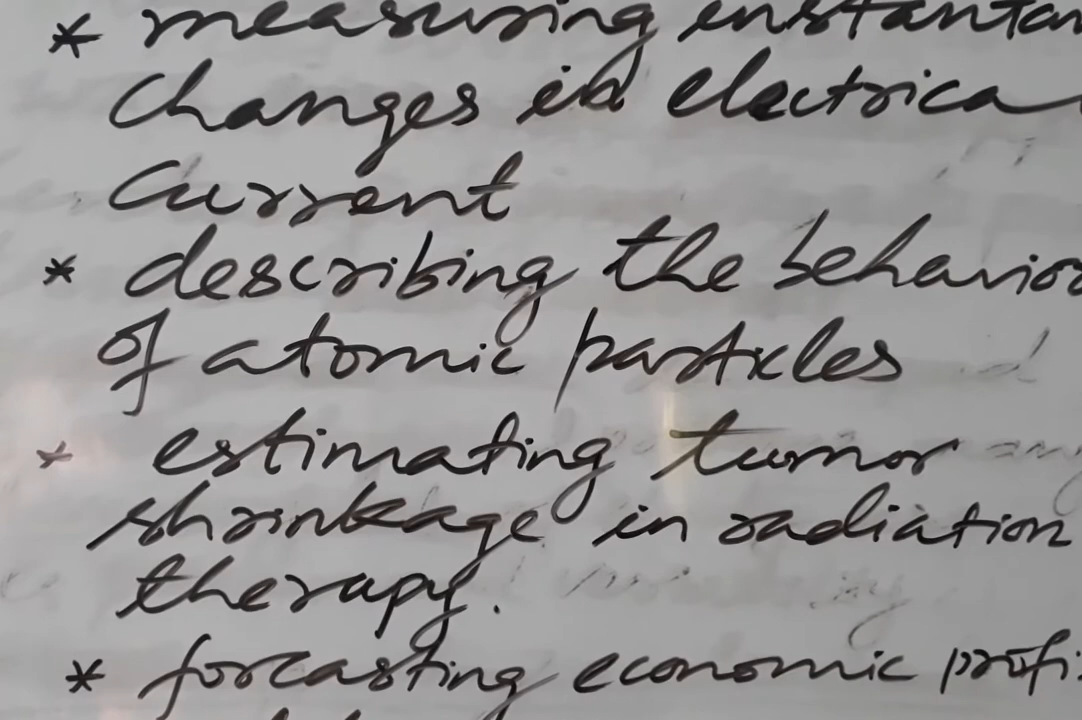 * measuring instantan
changes in electrica
current
* describing the behavio
of atomic particles
* estimating tumor
shrinkage in radiation
therapy.
* forcasting economic profi